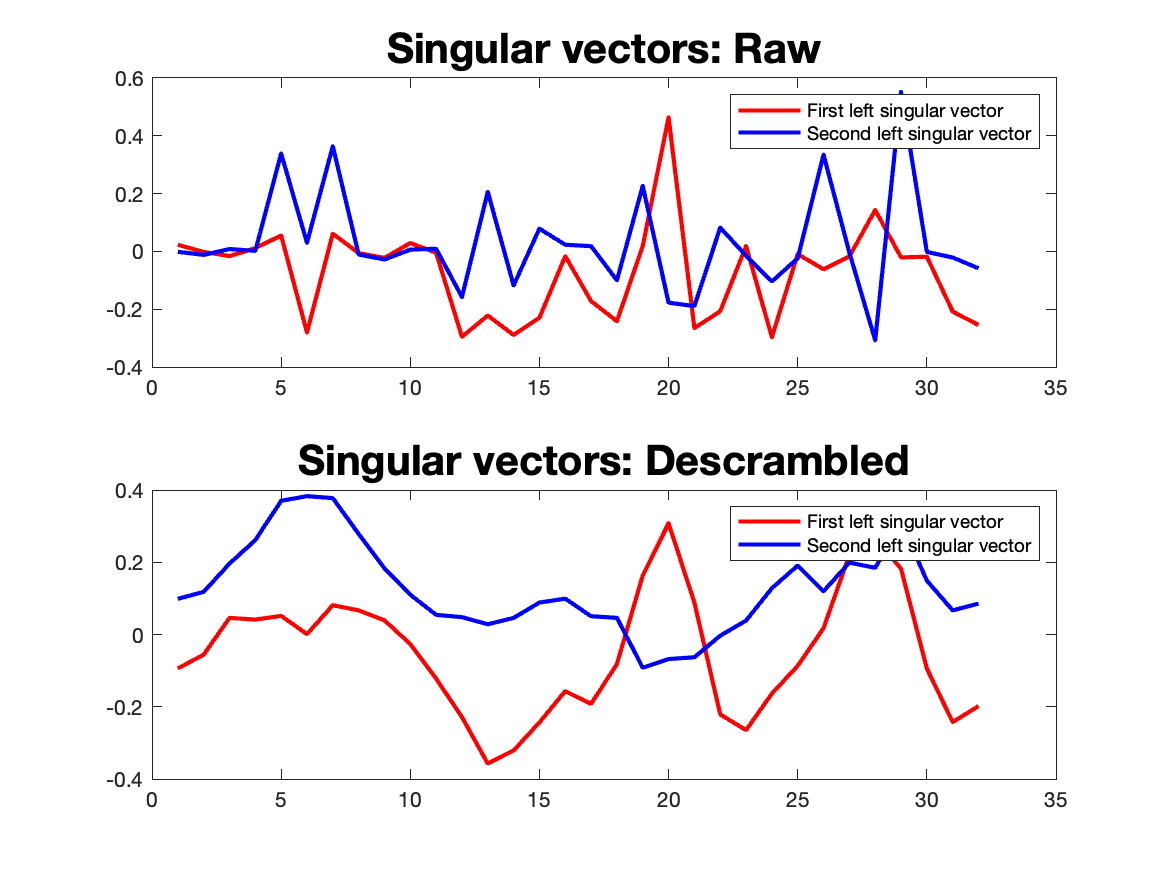 Singular vectors: Raw
0.6
First left singular vector
Second left singular vector
0.4
0.2
0
-0.2
-0.4
0 5 10 15 20 25 30 35
Singular vectors: Descrambled
0.4
First left singular vector
Second left singular vector
0.2
0
-0.2
-0.4
0 5 10 15 20 25 30 35